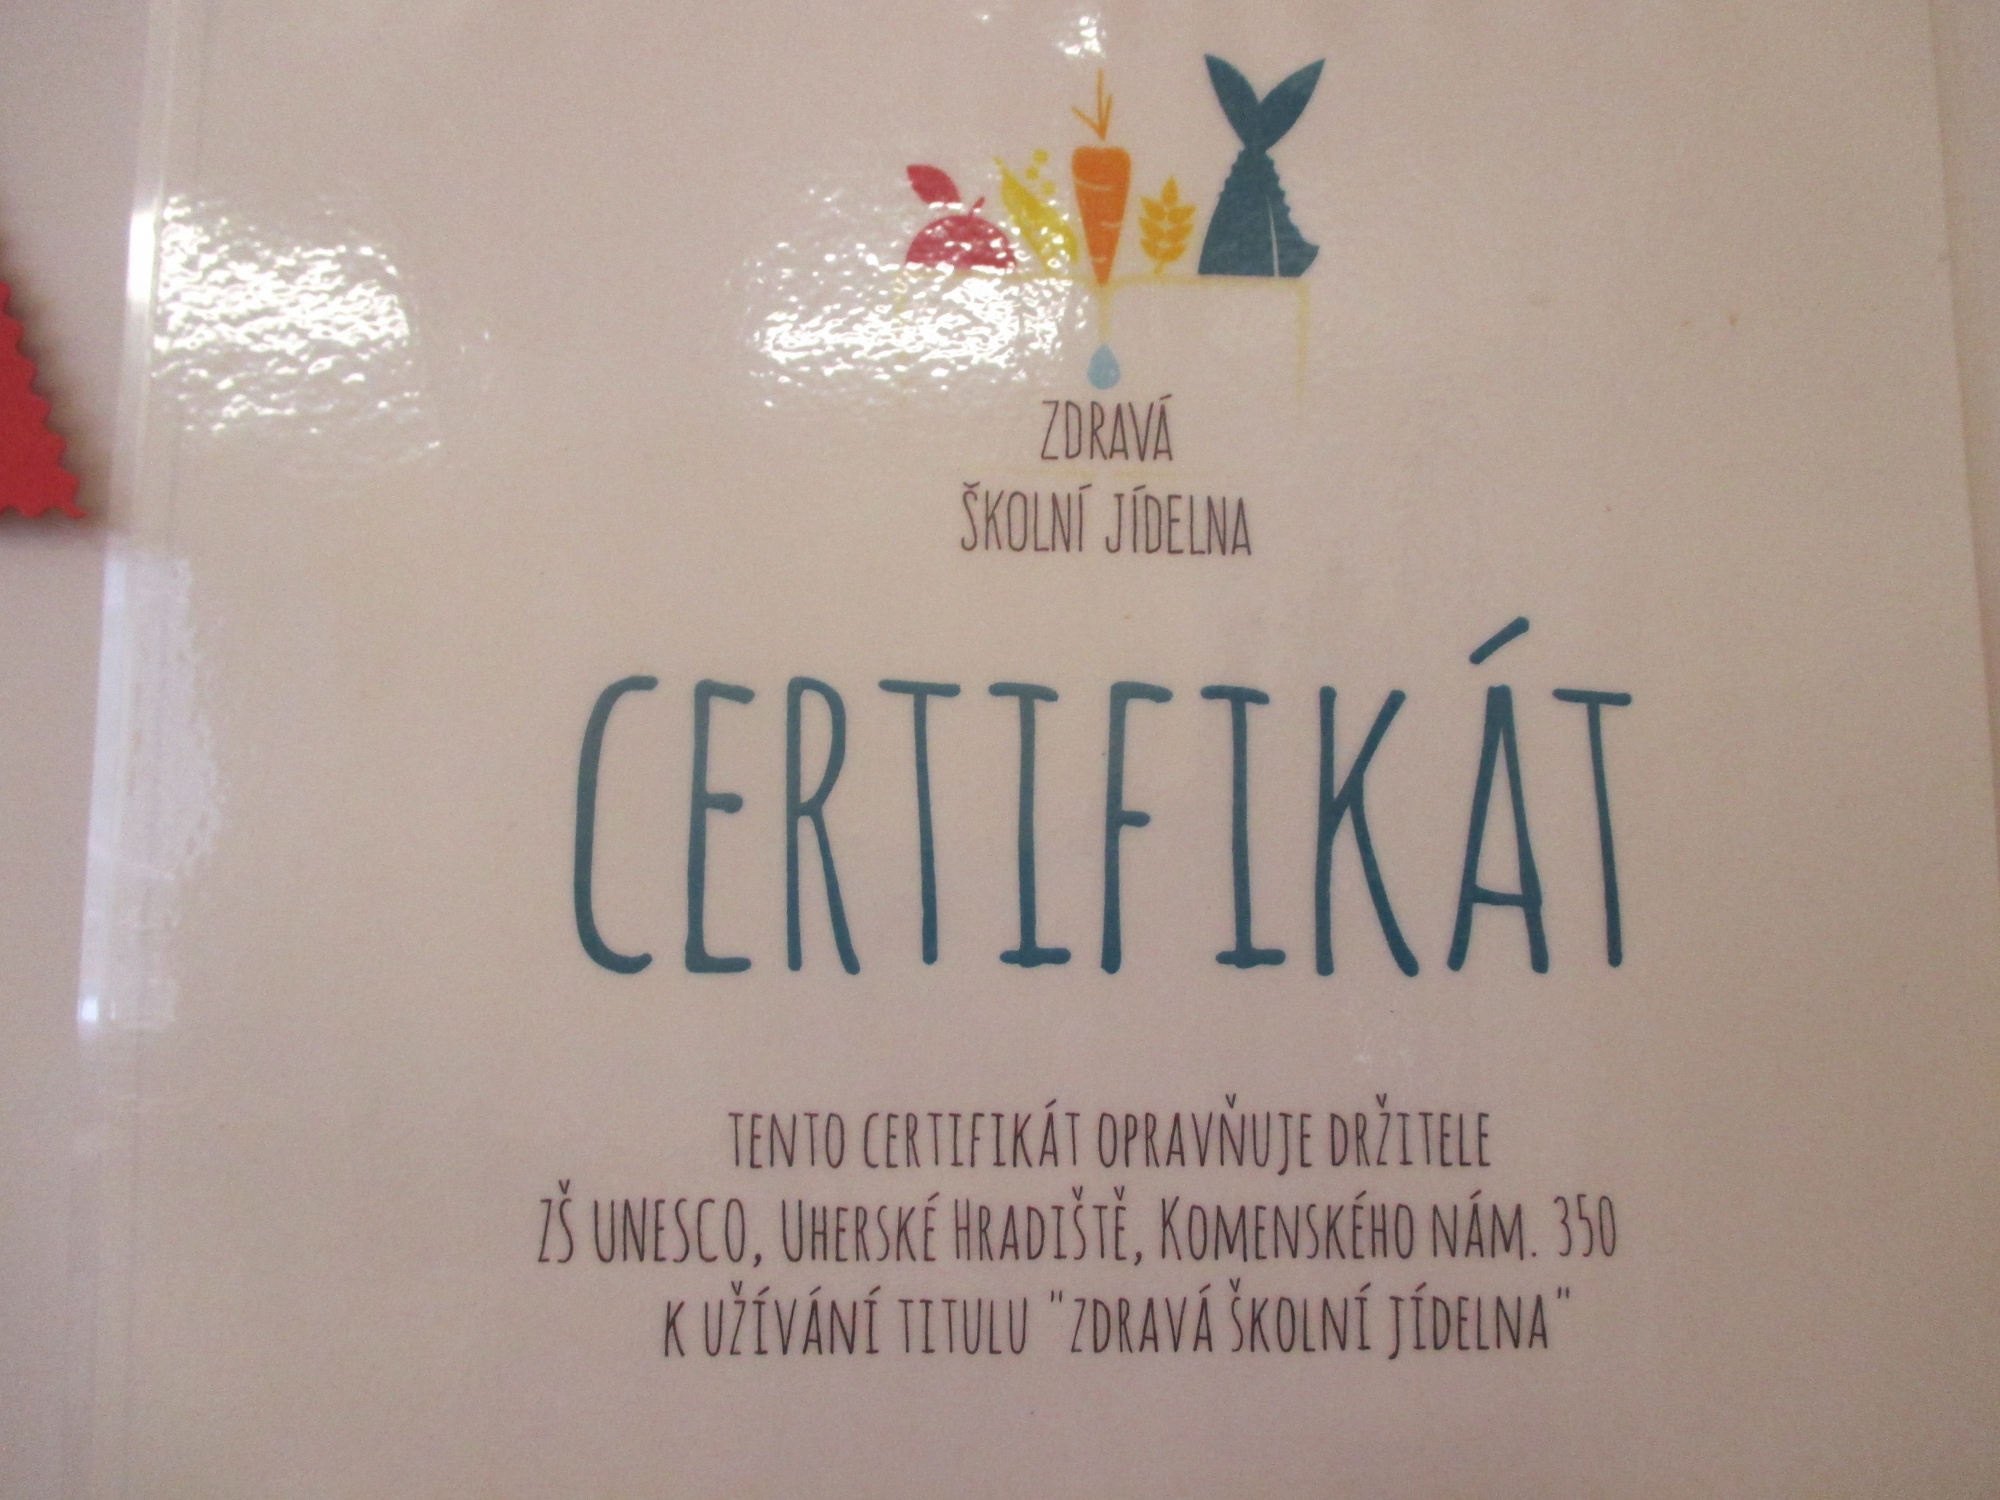 ZDRAVÁ
ŠKOLNÍ JÍDELNA
CERTIFIKÁT
TENTO CERTIFIKÁT OPRAVŇUJE DRŽITELE
ZŠ UNESCO, UHERSKÉ HRADIŠTĚ, KOMENSKÉHO NÁM. 350
K UŽÍVÁNÍ TITULU "ZDRAVÁ ŠKOLNÍ JÍDELNA"